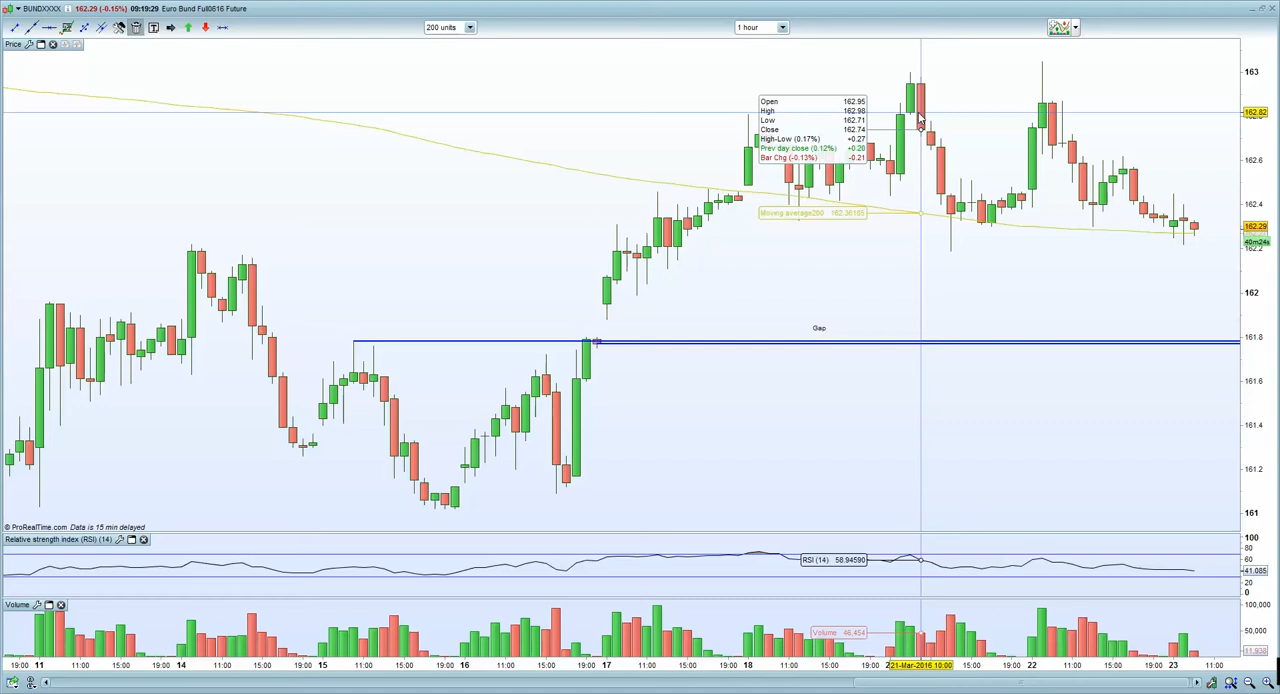 BUNDXXXX 162.29 (-0.15%) 09:19:29 Euro Bund Full0616 Future
200 units
1 hour
Price
Open 162.95
High 162.98
Low 162.71
Close 162.74
High-Low (0.17%) +0.27
Prev day close (0.12%) +0.20
Bar Chg (-0.13%) -0.21
Moving average200 162.36185
Gap
163
162.82
162.6
162.4
162.29
40m24s
162.2
162
161.8
161.6
161.4
161.2
161
© ProRealTime.com Data is 15 min delayed
Relative strength index (RSI) (14)
RSI (14) 58.94590
100
80
60
41.085
20
0
Volume
Volume 46,454
100,000
50,000
11,938
19:00 11 11:00 15:00 19:00 14 11:00 15:00 19:00 15 11:00 15:00 19:00 16 11:00 15:00 19:00 17 11:00 15:00 19:00 18 11:00 15:00 19:00 21-Mar-2016 10:00 15:00 19:00 22 11:00 15:00 19:00 23 11:00